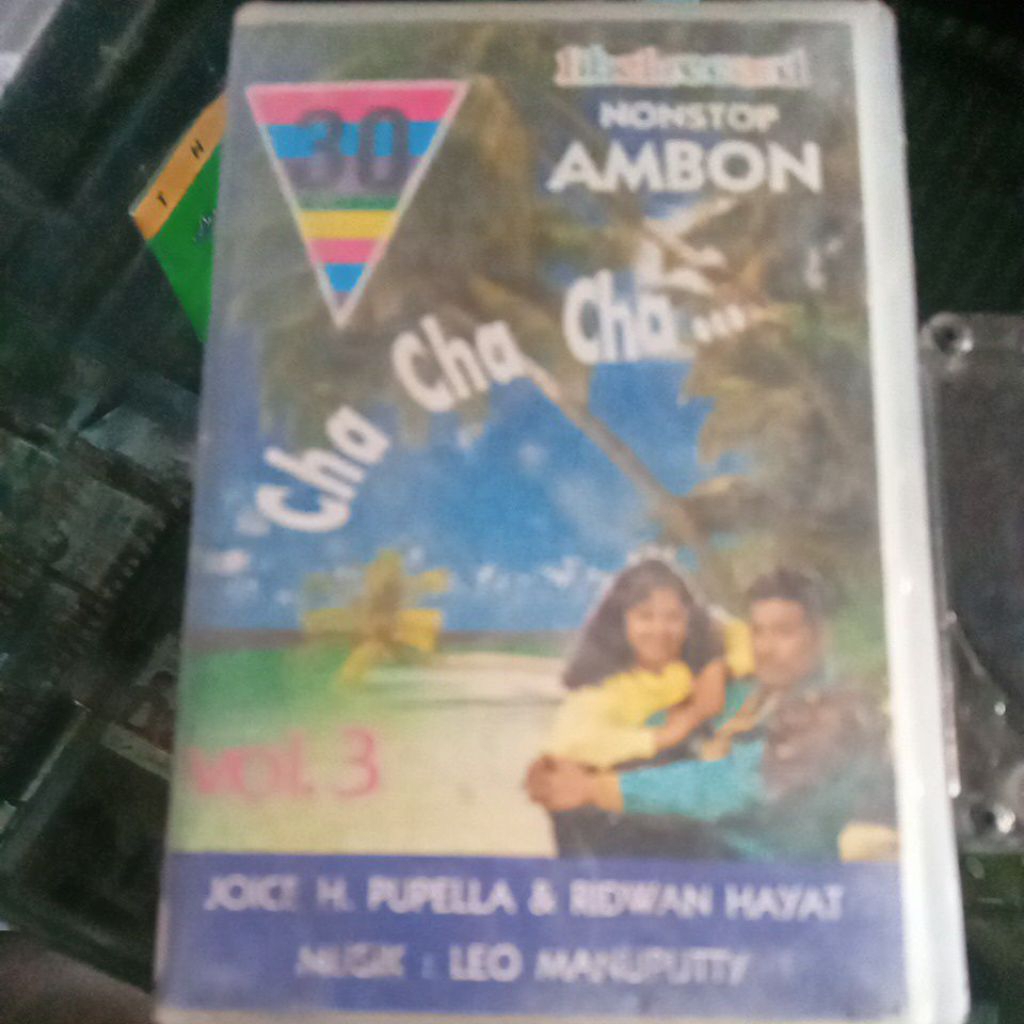 30
NONSTOP
AMBON
Cha Cha Cha...
VOL. 3
JOICE H. PUPELLA & RIDWAN HAYAT
MUSIK : LEO MANUPUTTY